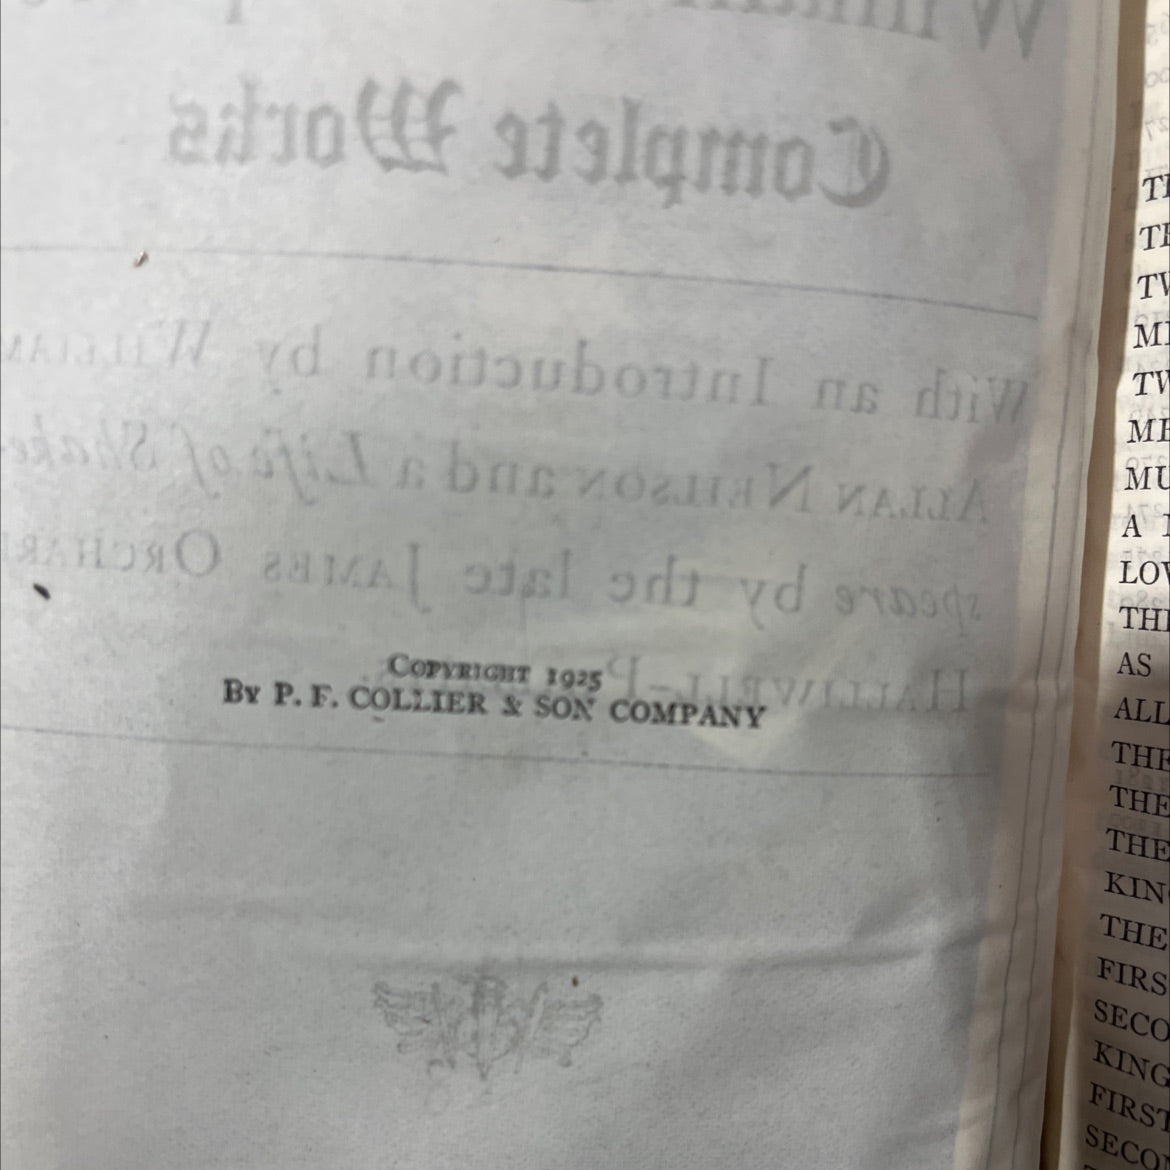 Complete Works
With an Introduction by WILLIAM
ALLAN NEILSON and a Life of Shake-
speare by the late JAMES ORCHARD
HALLIWELL-P
COPYRIGHT 1925
BY P. F. COLLIER & SON COMPANY
TH
TH
TW
ME
TW
ME
MU
A
LOV
THE
AS
ALL
THE
THE
THE
KIN
THE
FIRS
SECO
KING
FIRST
SECO